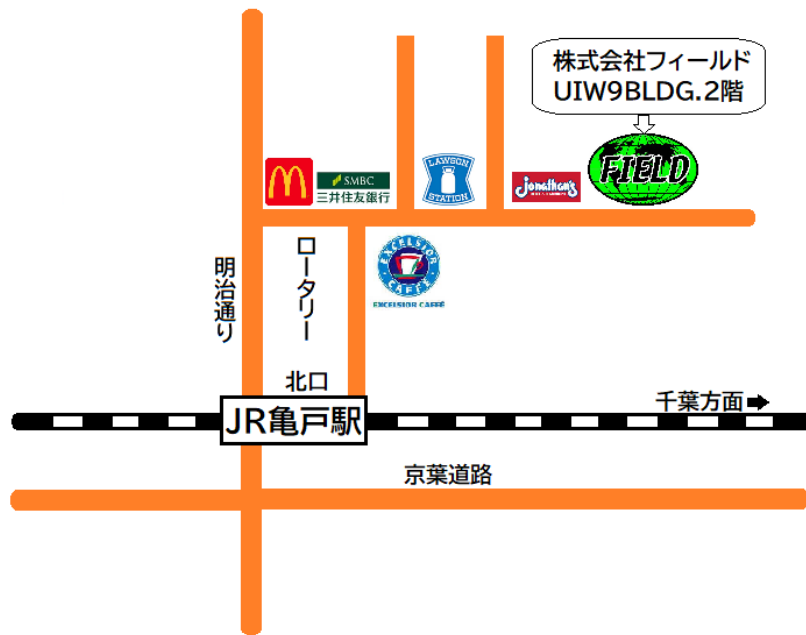 株式会社フィールド
UIW9BLDG.2階
FIELD
LAWSON
STATION
Jonathan's
SMBC
三井住友銀行
EXCELSIOR
CAFFÉ
EXCELSIOR CAFFÉ
ロータリー
明治通り
北口
JR亀戸駅
千葉方面
京葉道路